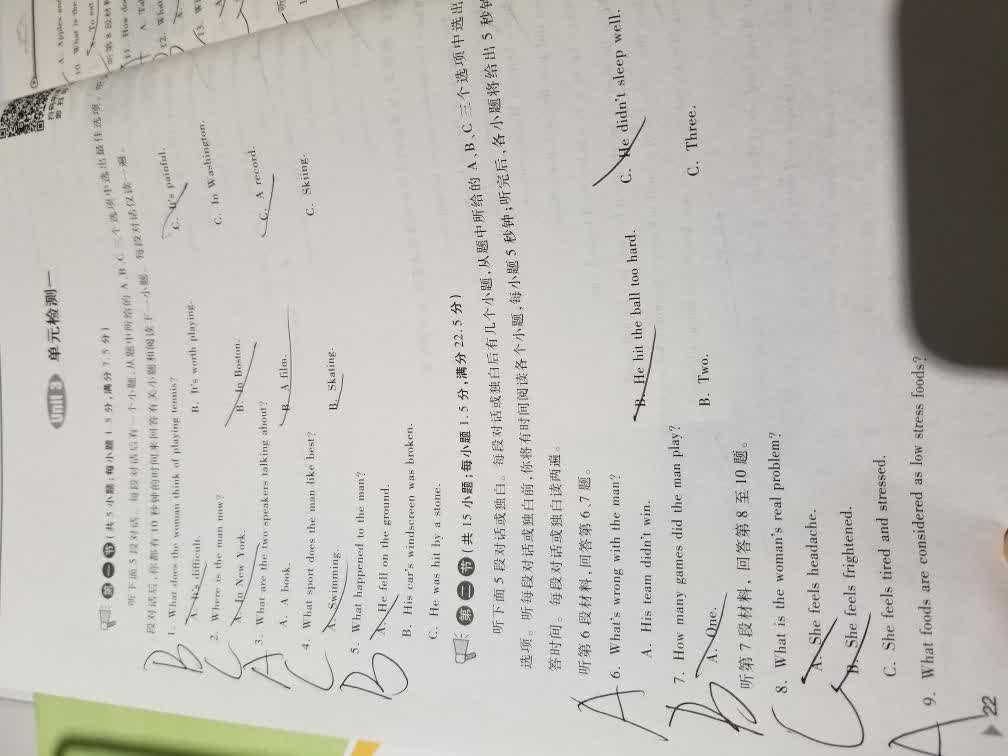 Unit 3 单元检测一
第一节(共5小题;每小题1.5分,满分7.5分)
听下面5段对话。每段对话后有一个小题,从题中所给的A、B、C三个选项中选出最佳选项。听
段对话后,你都有10秒钟的时间来回答有关小题和阅读下一小题。每段对话仅读一遍。
B 1. What does the woman think of playing tennis?
A. It's difficult. B. It's worth playing. C. It's painful.
C 2. Where is the man now?
A. In New York. B. In Boston. C. In Washington.
A 3. What are the two speakers talking about?
A. A book. B. A film. C. A record.
C 4. What sport does the man like best?
A. Swimming. B. Skating. C. Skiing.
B 5. What happened to the man?
A. He fell on the ground.
B. His car's windscreen was broken.
C. He was hit by a stone.
第二节(共15小题;每小题1.5分,满分22.5分)
听下面5段对话或独白。每段对话或独白后有几个小题,从题中所给的A、B、C三个选项中选出
选项。听每段对话或独白前,你将有时间阅读各个小题,每小题5秒钟;听完后,各小题将给出5秒钟
答时间。每段对话或独白读两遍。
听第6段材料,回答第6、7题。
A 6. What's wrong with the man?
A. His team didn't win. B. He hit the ball too hard. C. He didn't sleep well.
B 7. How many games did the man play?
A. One. B. Two. C. Three.
听第7段材料,回答第8至10题。
C 8. What is the woman's real problem?
A. She feels headache.
B. She feels frightened.
C. She feels tired and stressed.
A 9. What foods are considered as low stress foods?
22
A. Apples and
10. What is the
A. To eat
听第8段材料
11. How do
A. Ta
12. What
A.
13. W